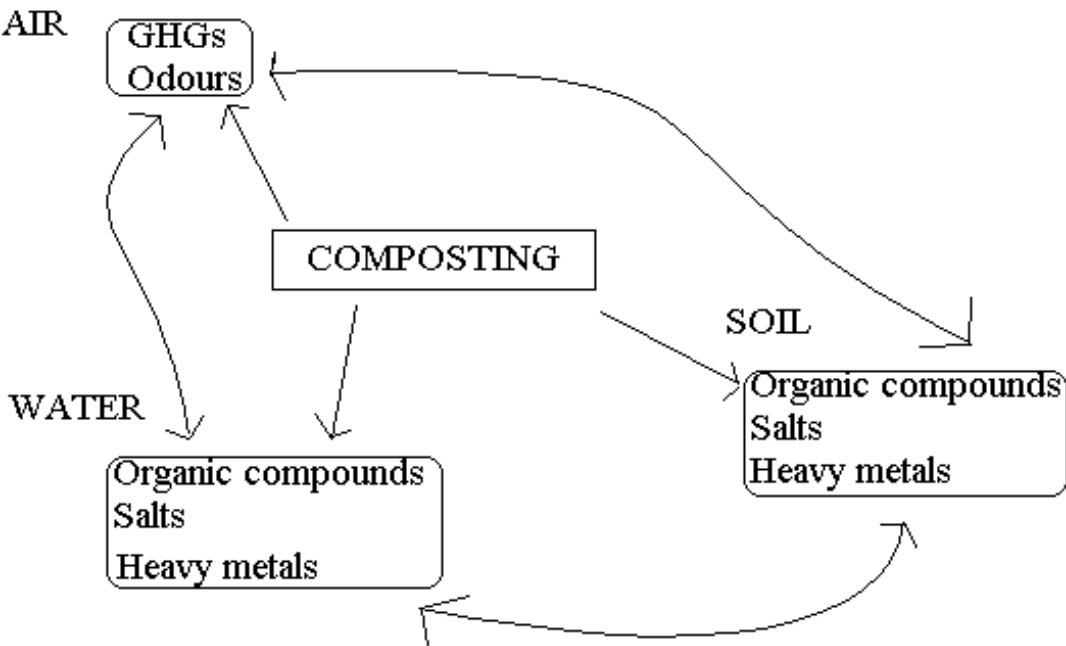 AIR
GHGs
Odours
COMPOSTING
SOIL
Organic compounds
Salts
Heavy metals
WATER
Organic compounds
Salts
Heavy metals